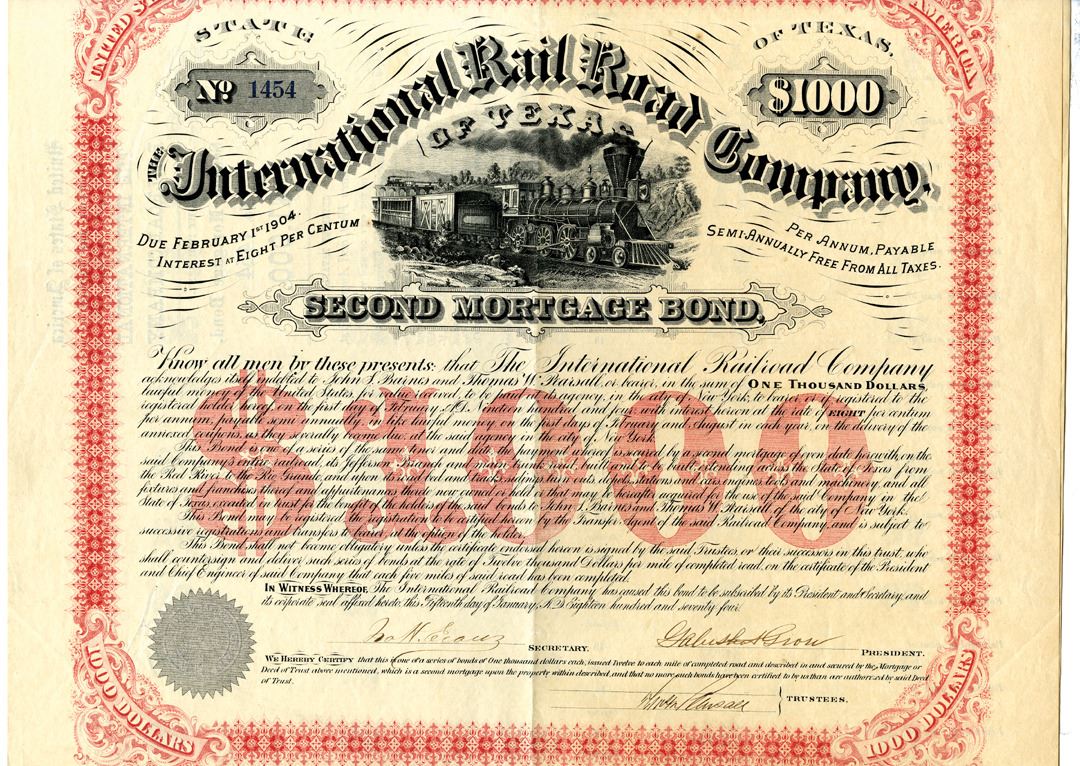 UNITED STATES
AMERICA
STATE
OF TEXAS,
No 1454
$1000
THE International Rail Road Company,
OF TEXAS
DUE FEBRUARY 1ST 1904.
INTEREST AT EIGHT PER CENTUM
PER ANNUM, PAYABLE
SEMI-ANNUALLY FREE FROM ALL TAXES.
SECOND MORTGAGE BOND,
$1000
Know all men by these presents: that The International Railroad Company
acknowledges itself indebted to John S. Barnes and Thomas W. Pearsall, or bearer, in the sum of ONE THOUSAND DOLLARS,
lawful money of the United States, for value received, to be paid at its agency, in the city of New York, to bearer or if registered to the
registered holder hereof, on the first day of February A.D. Nineteen hundred and four, with interest hereon at the rate of EIGHT per centum
per annum, payable semi annually in like lawful money on the first days of February and August in each year, on the delivery of the
annexed coupons, as they severally become due at the said agency in the city of New York.
This Bond is one of a series of the same tenor and date, the payment whereof is secured by a second mortgage of even date herewith, on the
said Company's entire railroad, its Jefferson Branch and main trunk road, built and to be built, extending across the State of Texas from
the Red River to the Rio Grande, and upon all road bed and tracks, sidings, turn outs, depots, stations and cars, engines, tools and machinery, and all
fixtures and franchises thereof and appurtenances thereto now owned or held or that may be hereafter acquired for the use of the said Company in the
State of Texas, executed in trust for the benefit of the holders of the said bonds to John S. Barnes and Thomas W. Pearsall, of the city of New York.
This Bond may be registered, the registration to be certified hereon by the Transfer Agent of the said Railroad Company, and is subject to
successive registrations and transfers to bearer, at the option of the holder.
This Bond shall not become obligatory unless the certificate endorsed hereon is signed by the said Trustees, or their successors in this trust, who
shall countersign and deliver such series of bonds at the rate of Twelve thousand Dollars per mile of completed road, on the certificate of the President
and Chief Engineer of said Company that each five miles of said road has been completed.
IN WITNESS WHEREOF, The International Railroad Company has caused this bond to be subscribed by its President and Secretary, and
its corporate seal affixed hereto, this Fifteenth day of January, A.D. Eighteen hundred and seventy four.
SECRETARY.
Galusha A Grow
PRESIDENT.
WE HEREBY CERTIFY that this is one of a series of bonds of One thousand dollars each, issued Twelve to each mile of completed road and described in and secured by the Mortgage or
Deed of Trust above mentioned, which is a second mortgage upon the property within described, and that no more such bonds have been certified to by us than are authorized by said Deed
of Trust.
TRUSTEES.
1000 DOLLARS
1000 DOLLARS